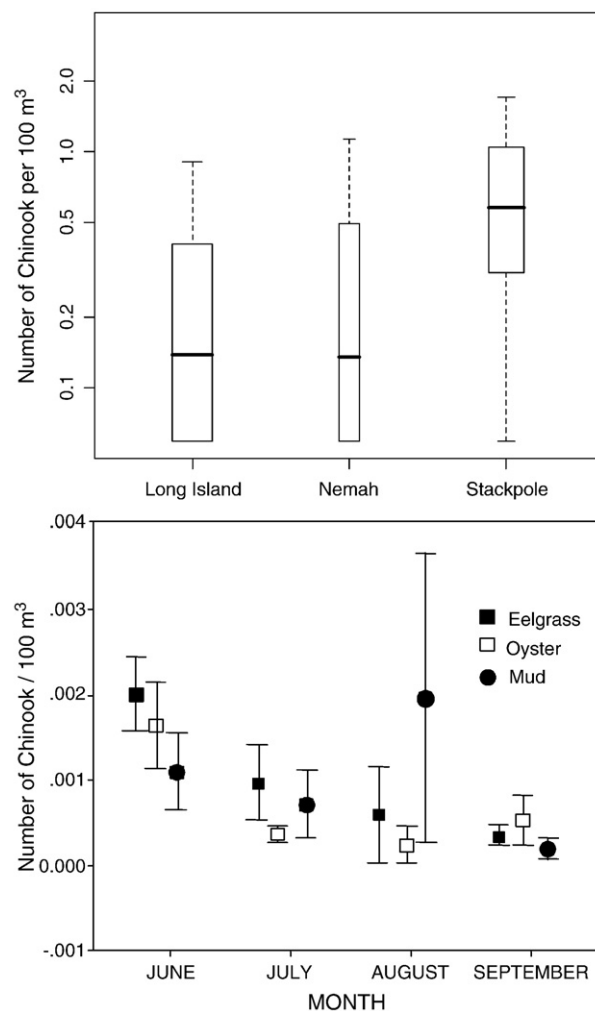 Number of Chinook per 100 m³
2.0
1.0
0.5
0.2
0.1
Long Island Nemah Stackpole
Number of Chinook / 100 m³
.004
.003
.002
.001
0.000
-.001
Eelgrass
Oyster
Mud
JUNE JULY AUGUST SEPTEMBER
MONTH